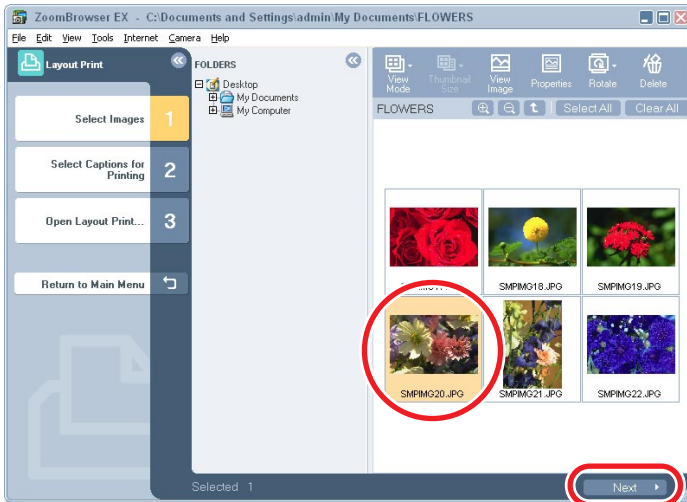 ZoomBrowser EX - C:\Documents and Settings\admin\My Documents\FLOWERS
File Edit View Tools Internet Camera Help
Layout Print
Select Images 1
Select Captions for
Printing 2
Open Layout Print... 3
Return to Main Menu
FOLDERS
Desktop
My Documents
My Computer
View
Mode
Thumbnail
Size
View
Image
Properties
Rotate
Delete
FLOWERS
Select All
Clear All
SMPIMG18.JPG
SMPIMG19.JPG
SMPIMG20.JPG
SMPIMG21.JPG
SMPIMG22.JPG
Selected 1
Next